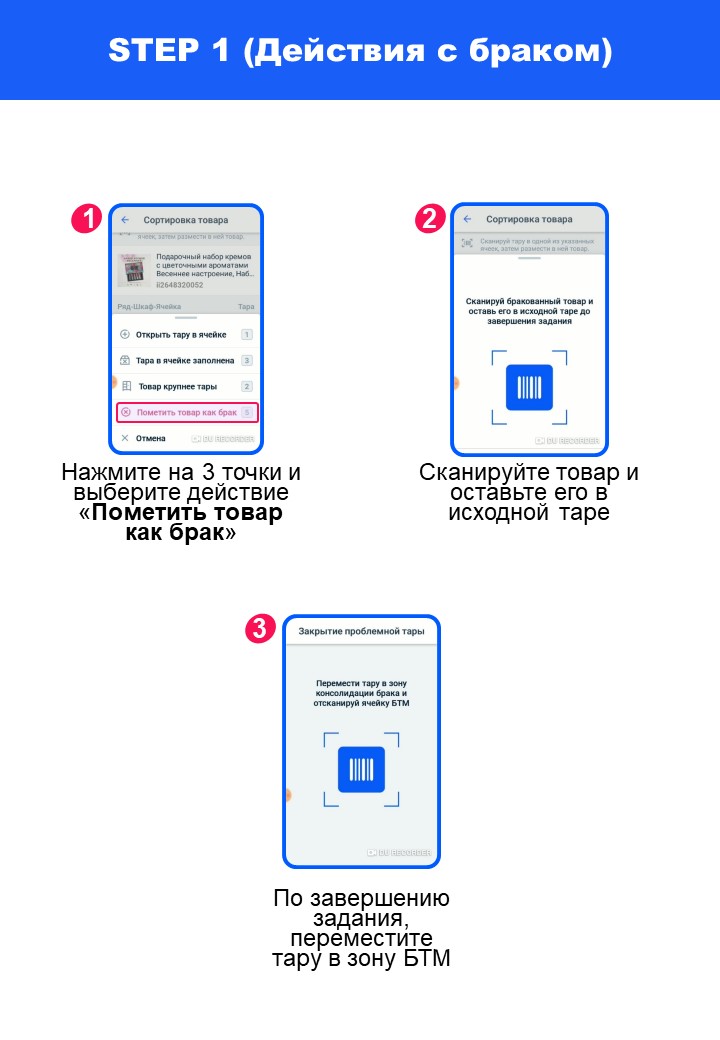 STEP 1 (Действия с браком)
1
Сортировка товара
ячеек, затем размести в ней товар.
Подарочный набор кремов
с цветочными ароматами
Весеннее настроение, Наб...
ii2648320052
Ряд-Шкаф-Ячейка Тара
Открыть тару в ячейке 1
Тара в ячейке заполнена 3
Товар крупнее тары 2
Пометить товар как брак 5
Отмена
DU RECORDER
Нажмите на 3 точки и
выберите действие
«Пометить товар
как брак»
2
Сортировка товара
Сканируй тару в одной из указанных
ячеек, затем размести в ней товар.
Сканируй бракованный товар и
оставь его в исходной таре до
завершения задания
DU RECORDER
Сканируйте товар и
оставьте его в
исходной таре
3
Закрытие проблемной тары
Перемести тару в зону
консолидации брака и
отсканируй ячейку БТМ
DU RECORDER
По завершению
задания,
переместите
тару в зону БТМ